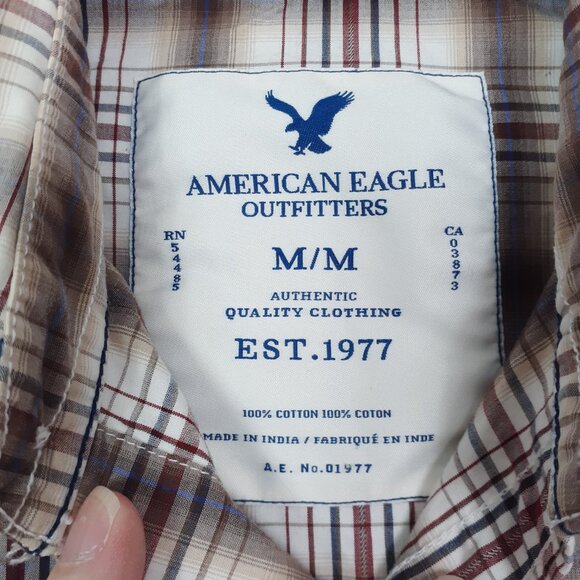 AMERICAN EAGLE
OUTFITTERS
RN 54485
CA 03873
M/M
AUTHENTIC
QUALITY CLOTHING
EST.1977
100% COTTON 100% COTON
MADE IN INDIA / FABRIQUÉ EN INDE
A.E. No.01977